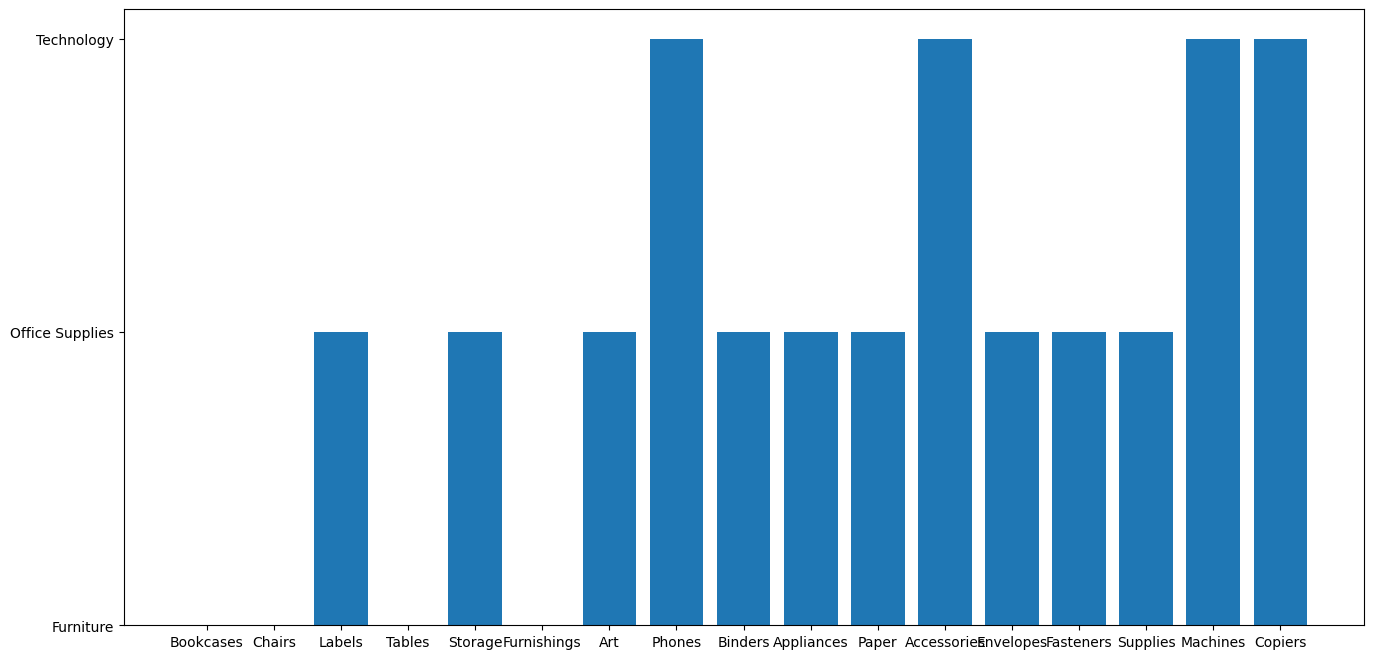 Technology
Office Supplies
Furniture
Bookcases Chairs Labels Tables Storage Furnishings Art Phones Binders Appliances Paper Accessories Envelopes Fasteners Supplies Machines Copiers